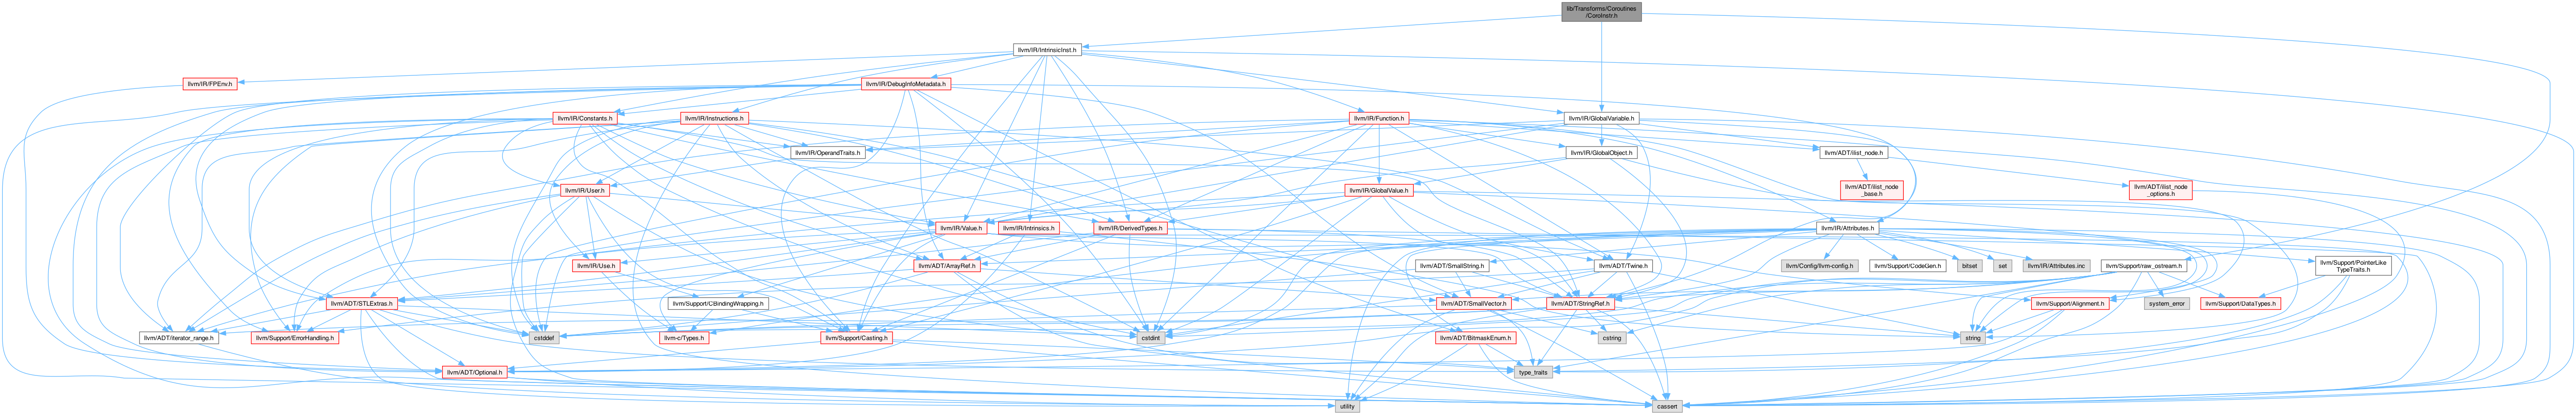 lib/Transforms/Coroutines
/CoroInstr.h
llvm/IR/IntrinsicInst.h
llvm/IR/FPEnv.h
llvm/IR/DebugInfoMetadata.h
llvm/IR/Constants.h
llvm/IR/Instructions.h
llvm/IR/Function.h
llvm/IR/GlobalVariable.h
llvm/IR/OperandTraits.h
llvm/IR/GlobalObject.h
llvm/ADT/ilist_node.h
llvm/IR/User.h
llvm/IR/GlobalValue.h
llvm/ADT/ilist_node
_base.h
llvm/ADT/ilist_node
_options.h
llvm/IR/Value.h
llvm/IR/Intrinsics.h
llvm/IR/DerivedTypes.h
llvm/IR/Attributes.h
llvm/IR/Use.h
llvm/ADT/ArrayRef.h
llvm/ADT/SmallString.h
llvm/ADT/Twine.h
llvm/Config/llvm-config.h
llvm/Support/CodeGen.h
bitset
set
llvm/IR/Attributes.inc
llvm/Support/raw_ostream.h
llvm/Support/PointerLike
TypeTraits.h
llvm/ADT/STLExtras.h
llvm/Support/CBindingWrapping.h
llvm/ADT/SmallVector.h
llvm/ADT/StringRef.h
llvm/Support/Alignment.h
system_error
llvm/Support/DataTypes.h
llvm/ADT/iterator_range.h
llvm/Support/ErrorHandling.h
cstddef
llvm-c/Types.h
llvm/Support/Casting.h
cstdint
llvm/ADT/BitmaskEnum.h
cstring
string
llvm/ADT/Optional.h
type_traits
utility
cassert